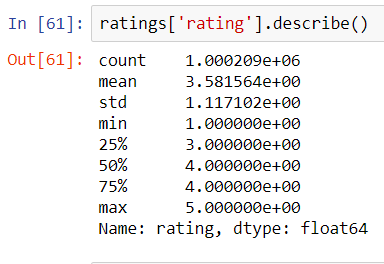 In [61]: ratings['rating'].describe()
Out[61]: count    1.000209e+06
mean     3.581564e+00
std      1.117102e+00
min      1.000000e+00
25%      3.000000e+00
50%      4.000000e+00
75%      4.000000e+00
max      5.000000e+00
Name: rating, dtype: float64